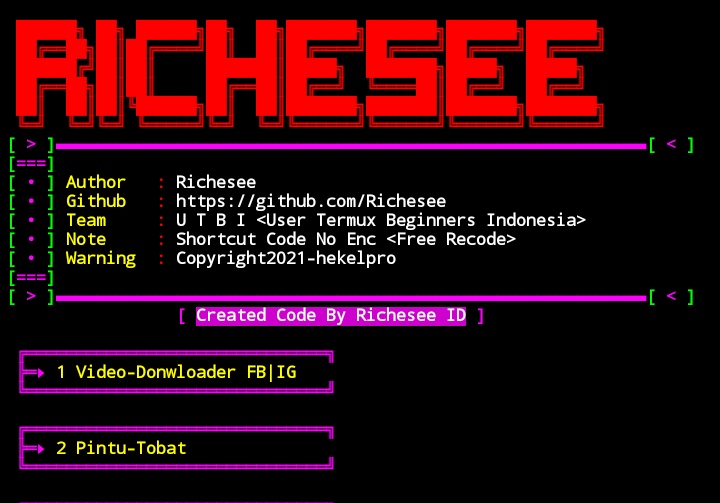 RICHESEE
[ > ] [ < ]
[===]
[ • ] Author : Richesee
[ • ] Github : https://github.com/Richesee
[ • ] Team : U T B I <User Termux Beginners Indonesia>
[ • ] Note : Shortcut Code No Enc <Free Recode>
[ • ] Warning : Copyright2021-hekelpro
[===]
[ > ] [ < ]
[ Created Code By Richesee ID ]
1 Video-Donwloader FB|IG
2 Pintu-Tobat